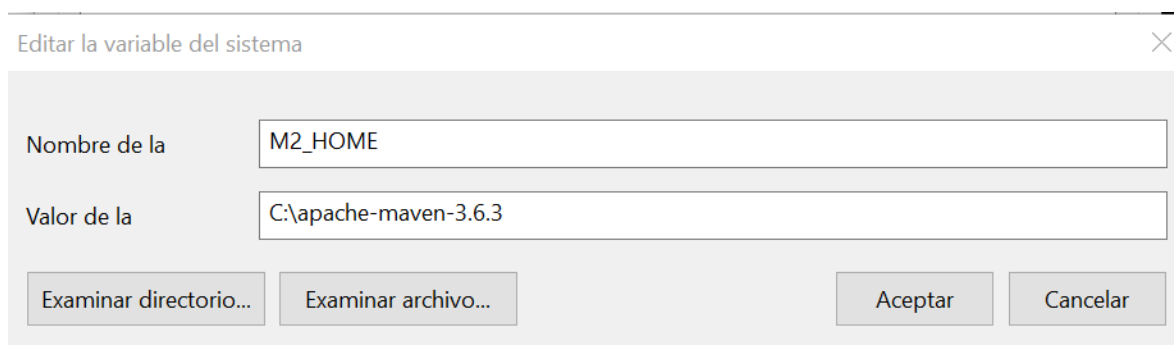 Editar la variable del sistema
Nombre de la M2_HOME
Valor de la C:\apache-maven-3.6.3
Examinar directorio... Examinar archivo... Aceptar Cancelar